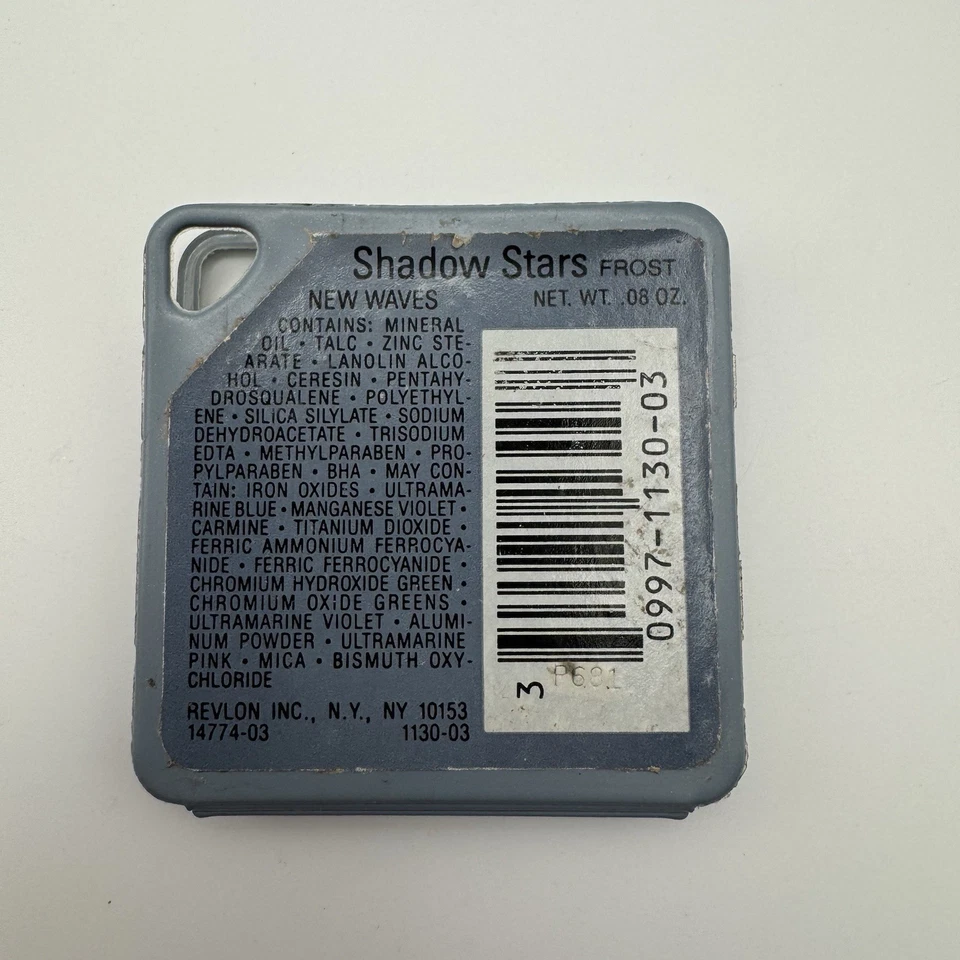 Shadow Stars FROST
NEW WAVES NET. WT. .08 OZ.
CONTAINS: MINERAL
OIL • TALC • ZINC STE-
ARATE • LANOLIN ALCO-
HOL • CERESIN • PENTAHY-
DROSQUALENE • POLYETHYL-
ENE • SILICA SILYLATE • SODIUM
DEHYDROACETATE • TRISODIUM
EDTA • METHYLPARABEN • PRO-
PYLPARABEN • BHA • MAY CON-
TAIN: IRON OXIDES • ULTRAMA-
RINE BLUE • MANGANESE VIOLET •
CARMINE • TITANIUM DIOXIDE •
FERRIC AMMONIUM FERROCYA-
NIDE • FERRIC FERROCYANIDE •
CHROMIUM HYDROXIDE GREEN •
CHROMIUM OXIDE GREENS •
ULTRAMARINE VIOLET • ALUMI-
NUM POWDER • ULTRAMARINE
PINK • MICA • BISMUTH OXY-
CHLORIDE
REVLON INC., N.Y., NY 10153
14774-03 1130-03
3
0997-1130-03